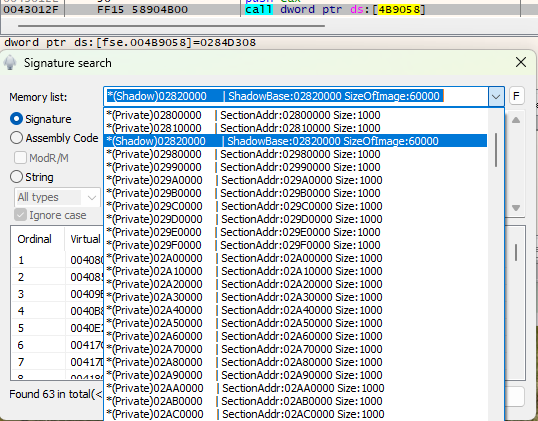 push eax
0043012F FF15 58904B00 call dword ptr ds:[4B9058]
dword ptr ds:[fse.004B9058]=0284D308
Signature search
Memory list: *(Shadow)02820000 | ShadowBase:02820000 SizeOfImage:60000 F
Signature
Assembly Code
ModR/M
String
All types
Ignore case
*(Private)02800000 | SectionAddr:02800000 Size:1000
*(Private)02810000 | SectionAddr:02810000 Size:1000
*(Shadow)02820000 | ShadowBase:02820000 SizeOfImage:60000
*(Private)02980000 | SectionAddr:02980000 Size:1000
*(Private)02990000 | SectionAddr:02990000 Size:1000
*(Private)029A0000 | SectionAddr:029A0000 Size:1000
*(Private)029B0000 | SectionAddr:029B0000 Size:1000
*(Private)029C0000 | SectionAddr:029C0000 Size:1000
*(Private)029D0000 | SectionAddr:029D0000 Size:1000
*(Private)029E0000 | SectionAddr:029E0000 Size:1000
*(Private)029F0000 | SectionAddr:029F0000 Size:1000
*(Private)02A00000 | SectionAddr:02A00000 Size:1000
*(Private)02A10000 | SectionAddr:02A10000 Size:1000
*(Private)02A20000 | SectionAddr:02A20000 Size:1000
*(Private)02A30000 | SectionAddr:02A30000 Size:1000
*(Private)02A40000 | SectionAddr:02A40000 Size:1000
*(Private)02A50000 | SectionAddr:02A50000 Size:1000
*(Private)02A60000 | SectionAddr:02A60000 Size:1000
*(Private)02A70000 | SectionAddr:02A70000 Size:1000
*(Private)02A80000 | SectionAddr:02A80000 Size:1000
*(Private)02A90000 | SectionAddr:02A90000 Size:1000
*(Private)02AA0000 | SectionAddr:02AA0000 Size:1000
*(Private)02AB0000 | SectionAddr:02AB0000 Size:1000
*(Private)02AC0000 | SectionAddr:02AC0000 Size:1000
Ordinal Virtual
1 00408
2 00408
3 0040
4 0040B
5 0040E
6 00417
7 00417
Found 63 in total(<